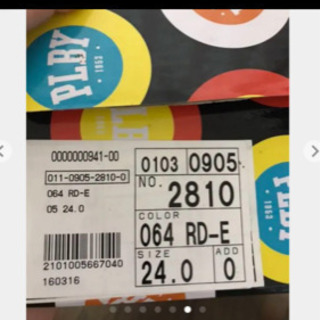 PLBY
· 1953 ·
0000000941-00
011-0905-2810-0
064 RD-E
05 24.0
2101005667040
160316
0103 0905
NO. 2810
COLOR
064 RD-E
SIZE ADD
24.0 0